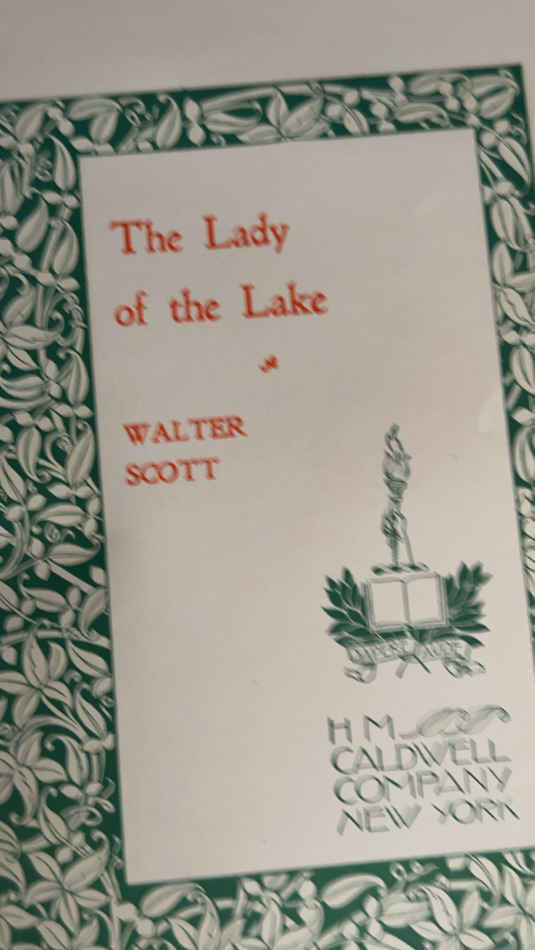 The Lady
of the Lake
WALTER
SCOTT
H M
CALDWELL
COMPANY
NEW YORK